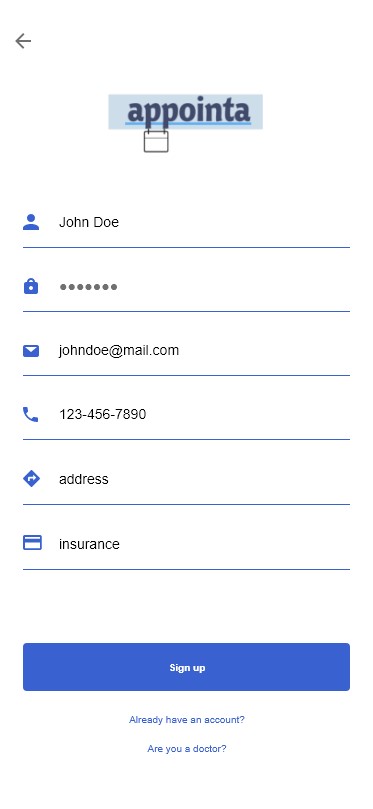 appointa
John Doe
•••••••
johndoe@mail.com
123-456-7890
address
insurance
Sign up
Already have an account?
Are you a doctor?